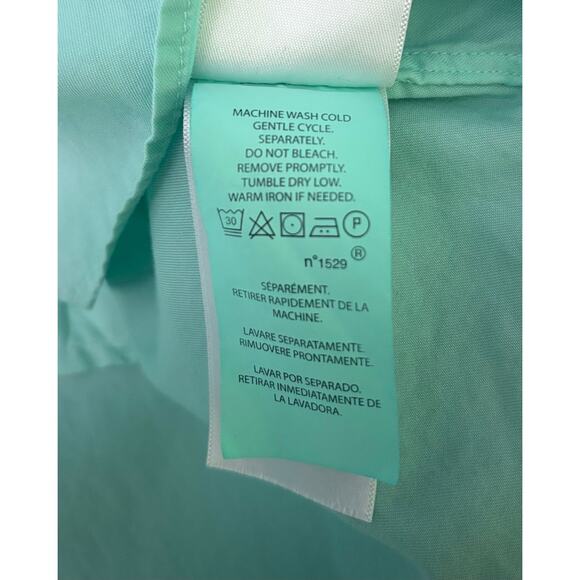 MACHINE WASH COLD
GENTLE CYCLE.
SEPARATELY.
DO NOT BLEACH.
REMOVE PROMPTLY.
TUMBLE DRY LOW.
WARM IRON IF NEEDED.
30 P
n°1529 ®
SÉPARÉMENT.
RETIRER RAPIDEMENT DE LA
MACHINE.
LAVARE SEPARATAMENTE.
RIMUOVERE PRONTAMENTE.
LAVAR POR SEPARADO.
RETIRAR INMEDIATAMENTE DE
LA LAVADORA.